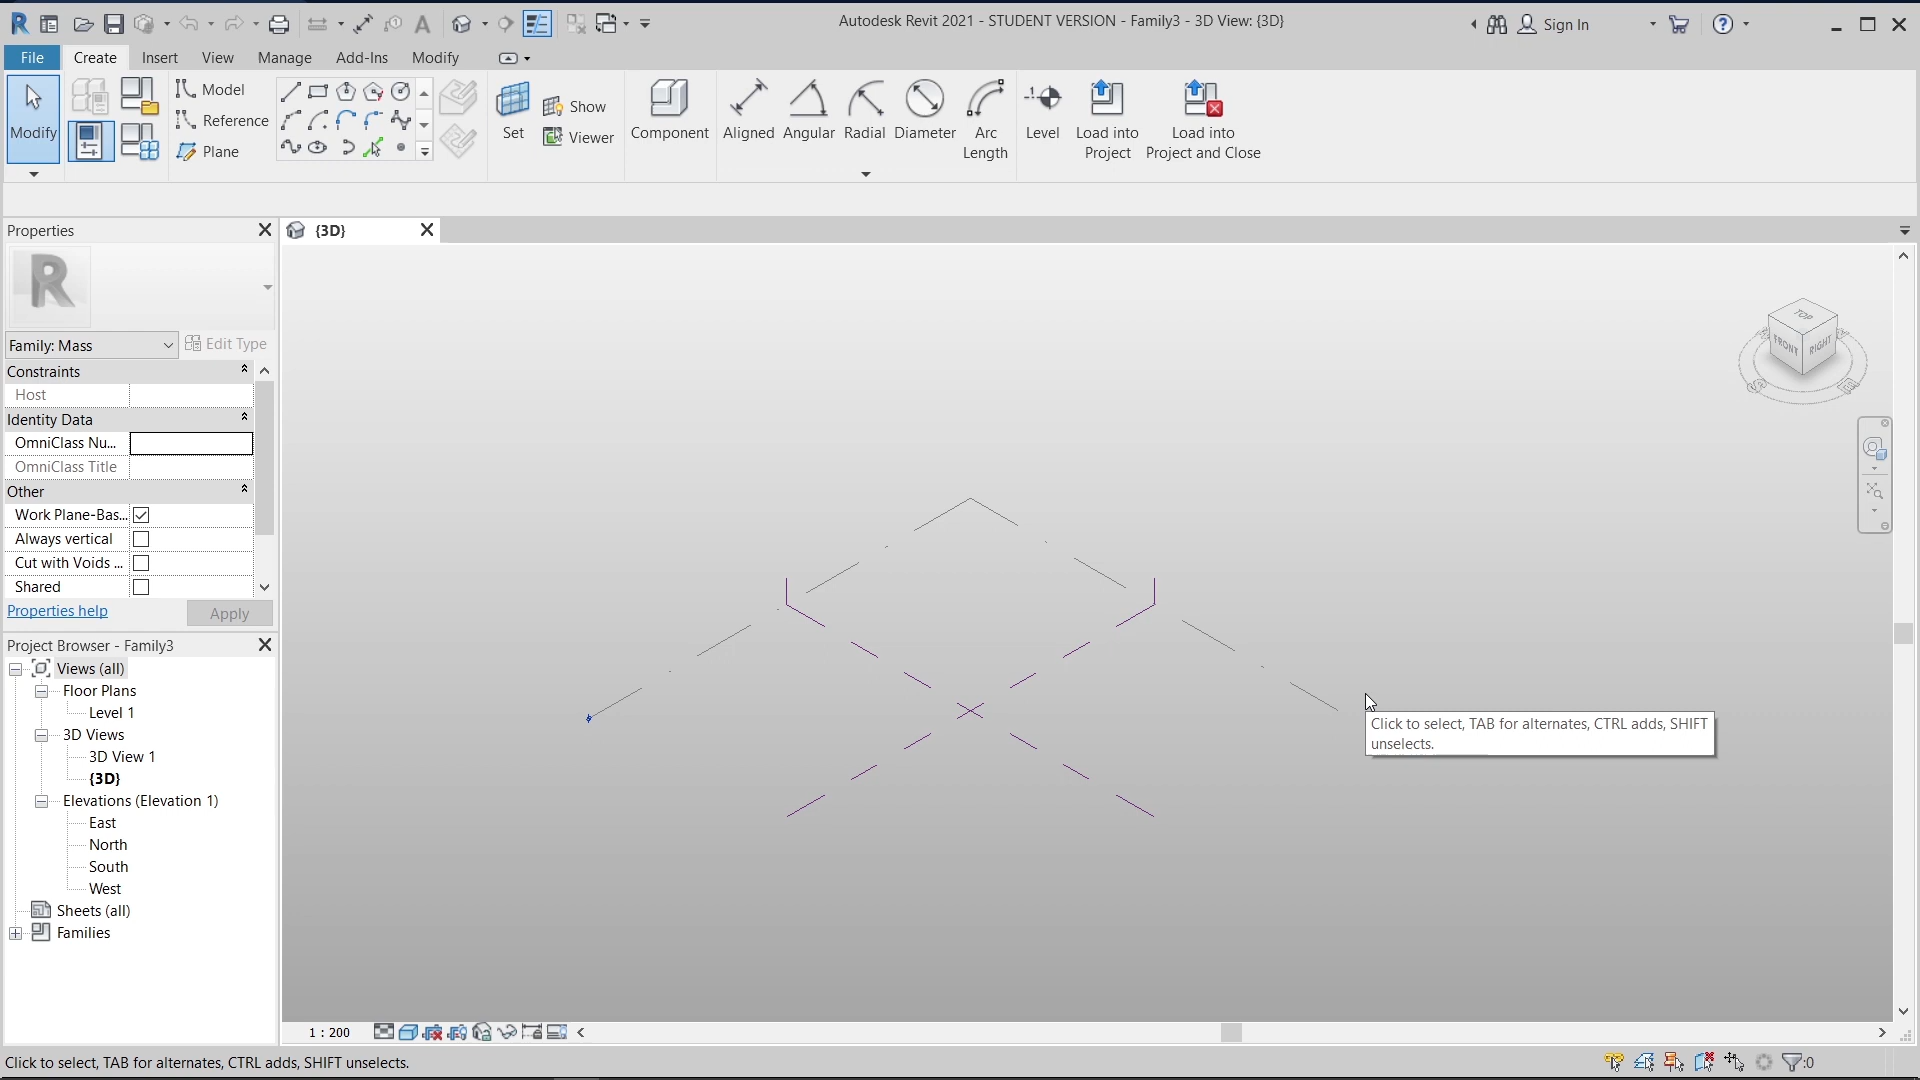 Autodesk Revit 2021 - STUDENT VERSION - Family3 - 3D View: {3D}
Sign In
File
Create
Insert
View
Manage
Add-Ins
Modify
Modify
Model
Reference
Plane
Set
Show
Viewer
Component
Aligned
Angular
Radial
Diameter
Arc
Length
Level
Load into
Project
Load into
Project and Close
Properties
{3D}
R
Family: Mass
Edit Type
Constraints
Host
Identity Data
OmniClass Nu...
OmniClass Title
Other
Work Plane-Bas...
Always vertical
Cut with Voids ...
Shared
Properties help
Apply
Project Browser - Family3
Views (all)
Floor Plans
Level 1
3D Views
3D View 1
{3D}
Elevations (Elevation 1)
East
North
South
West
Sheets (all)
Families
TOP
FRONT
RIGHT
Click to select, TAB for alternates, CTRL adds, SHIFT
unselects.
1 : 200
Click to select, TAB for alternates, CTRL adds, SHIFT unselects.
:0